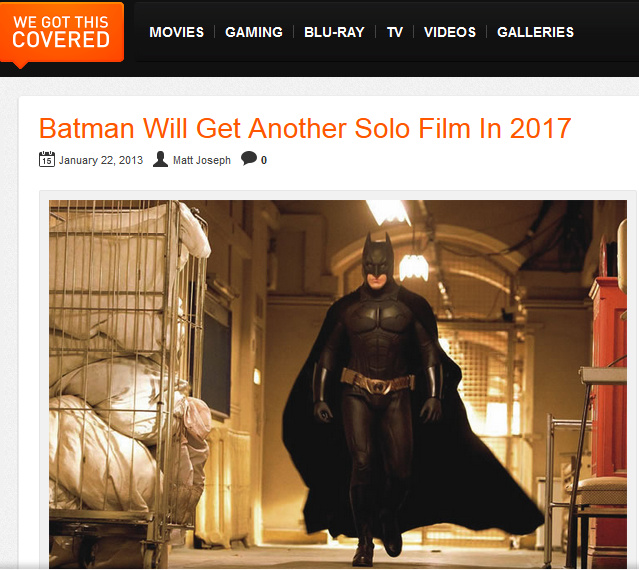 WE GOT THIS
COVERED
MOVIES GAMING BLU-RAY TV VIDEOS GALLERIES
Batman Will Get Another Solo Film In 2017
15 January 22, 2013 Matt Joseph 0